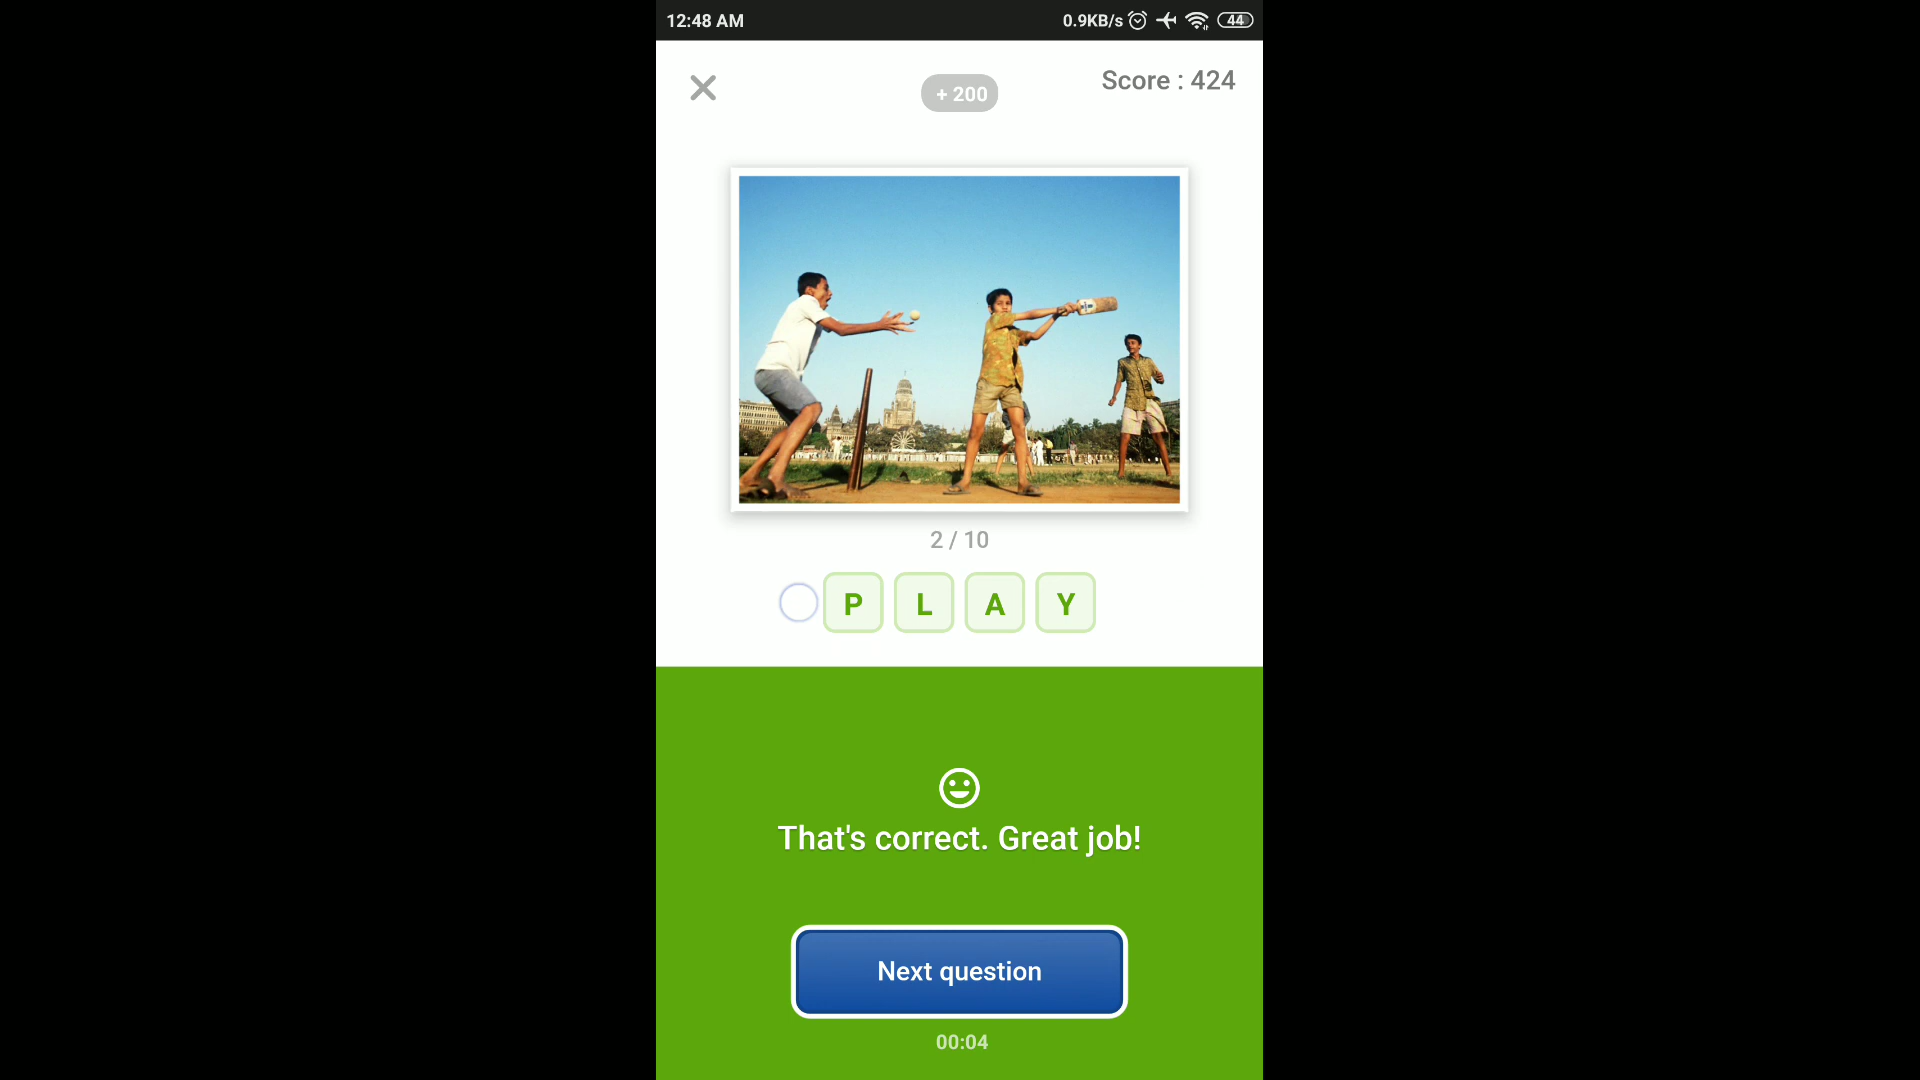 12:48 AM
0.9KB/s
44
+ 200
Score : 424
2 / 10
P L A Y
That's correct. Great job!
Next question
00:04